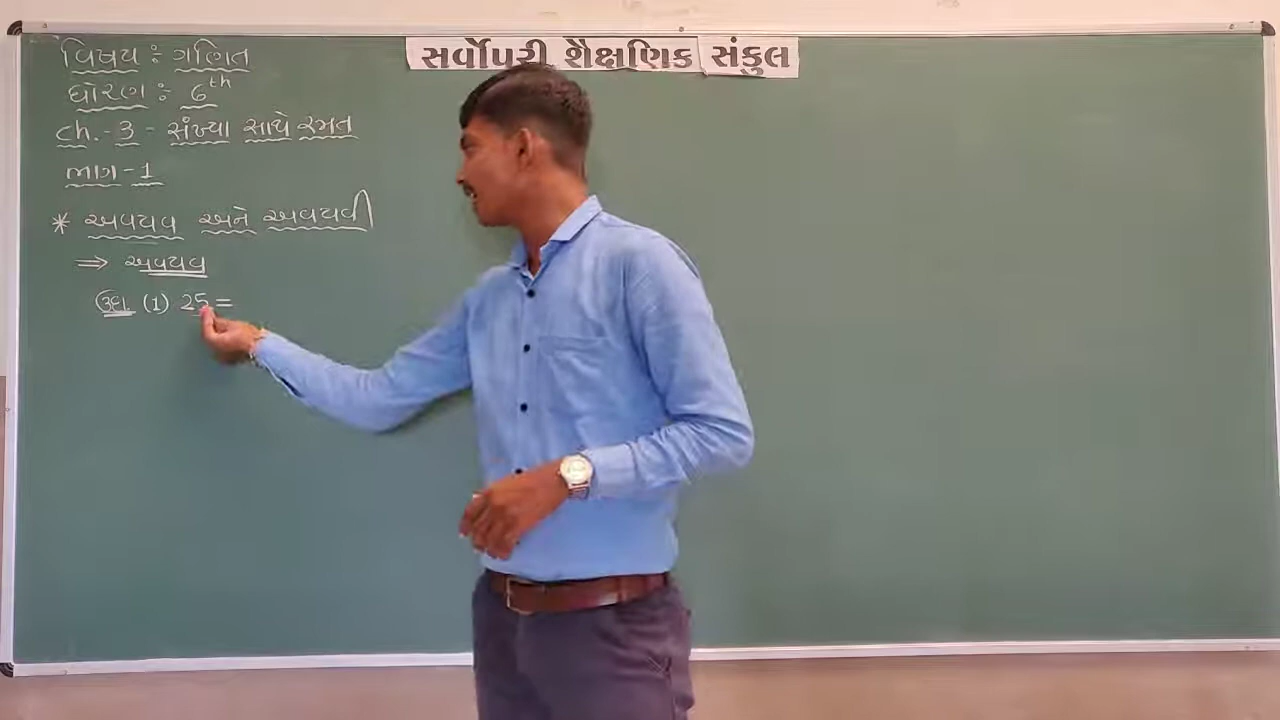 સર્વોપરી શૈક્ષણિક સંકુલ
વિષય : ગણિત
ધોરણ : 6th
ch.-3 - સંખ્યા સાથે રમત
ભાગ-1
* અવયવ અને અવયવી
⇒ અવયવ
ઉદા. (1) 25 =